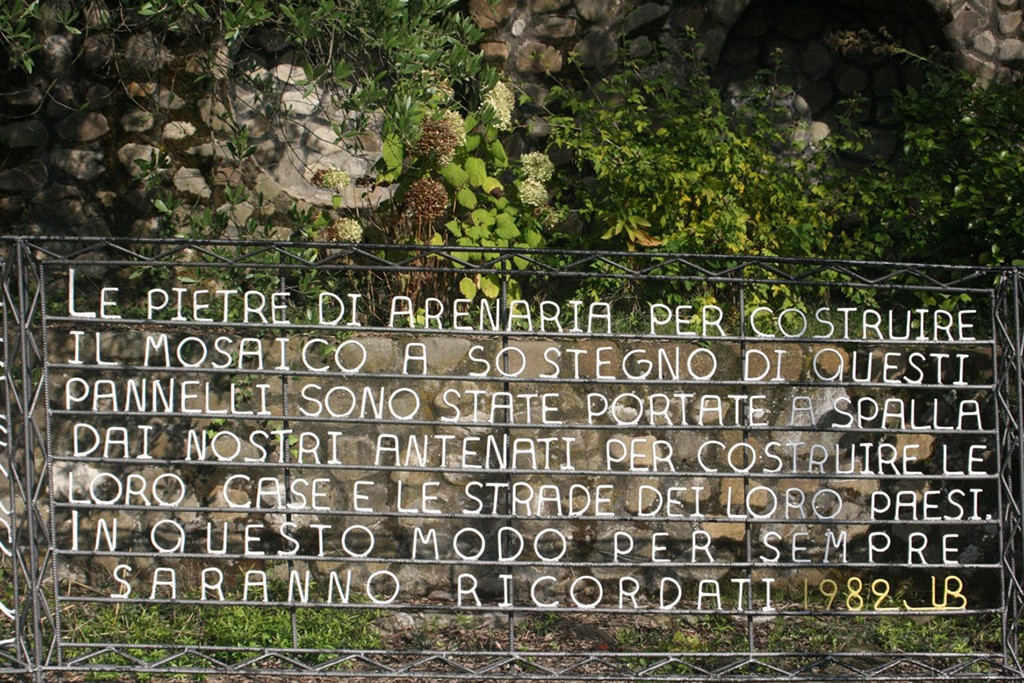 LE PIETRE DI ARENARIA PER COSTRUIRE
IL MOSAICO A SOSTEGNO DI QUESTI
PANNELLI SONO STATE PORTATE A SPALLA
DAI NOSTRI ANTENATI PER COSTRUIRE LE
LORO CASE E LE STRADE DEI LORO PAESI.
IN QUESTO MODO PER SEMPRE
SARANNO RICORDATI 1989 LB